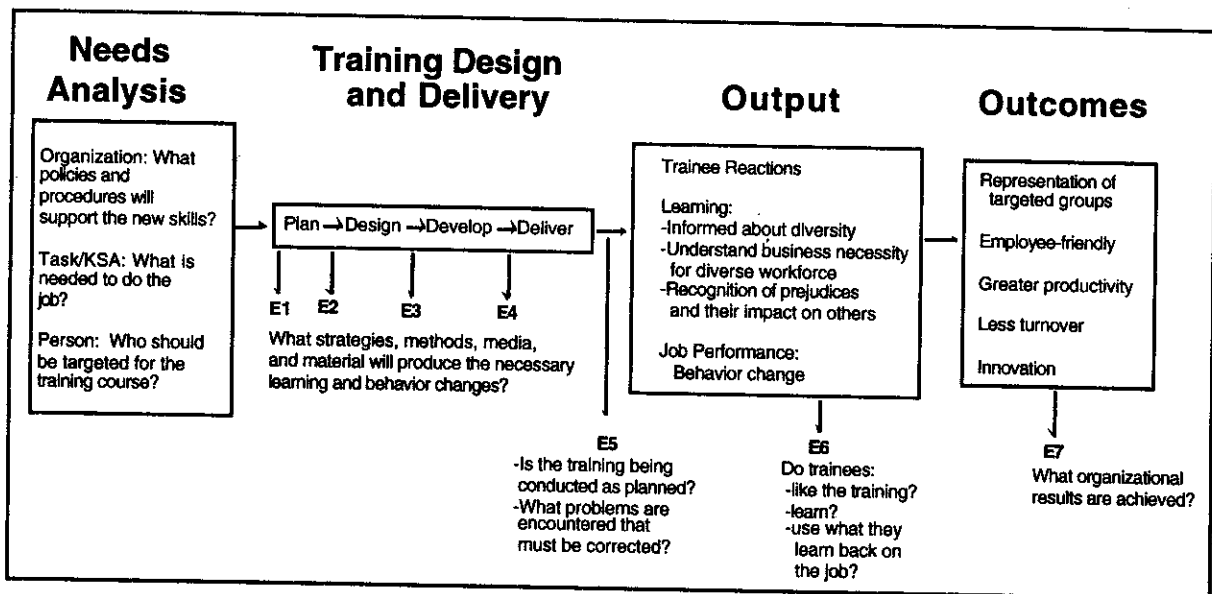 Needs
Analysis
Organization: What
policies and
procedures will
support the new skills?
Task/KSA: What is
needed to do the
job?
Person: Who should
be targeted for the
training course?
Training Design
and Delivery
Plan → Design → Develop → Deliver
E1 E2 E3 E4
What strategies, methods, media,
and material will produce the necessary
learning and behavior changes?
E5
-Is the training being
conducted as planned?
-What problems are
encountered that
must be corrected?
Output
Trainee Reactions
Learning:
-Informed about diversity
-Understand business necessity
for diverse workforce
-Recognition of prejudices
and their impact on others
Job Performance:
Behavior change
E6
Do trainees:
-like the training?
-learn?
-use what they
learn back on
the job?
Outcomes
Representation of
targeted groups
Employee-friendly
Greater productivity
Less turnover
Innovation
E7
What organizational
results are achieved?